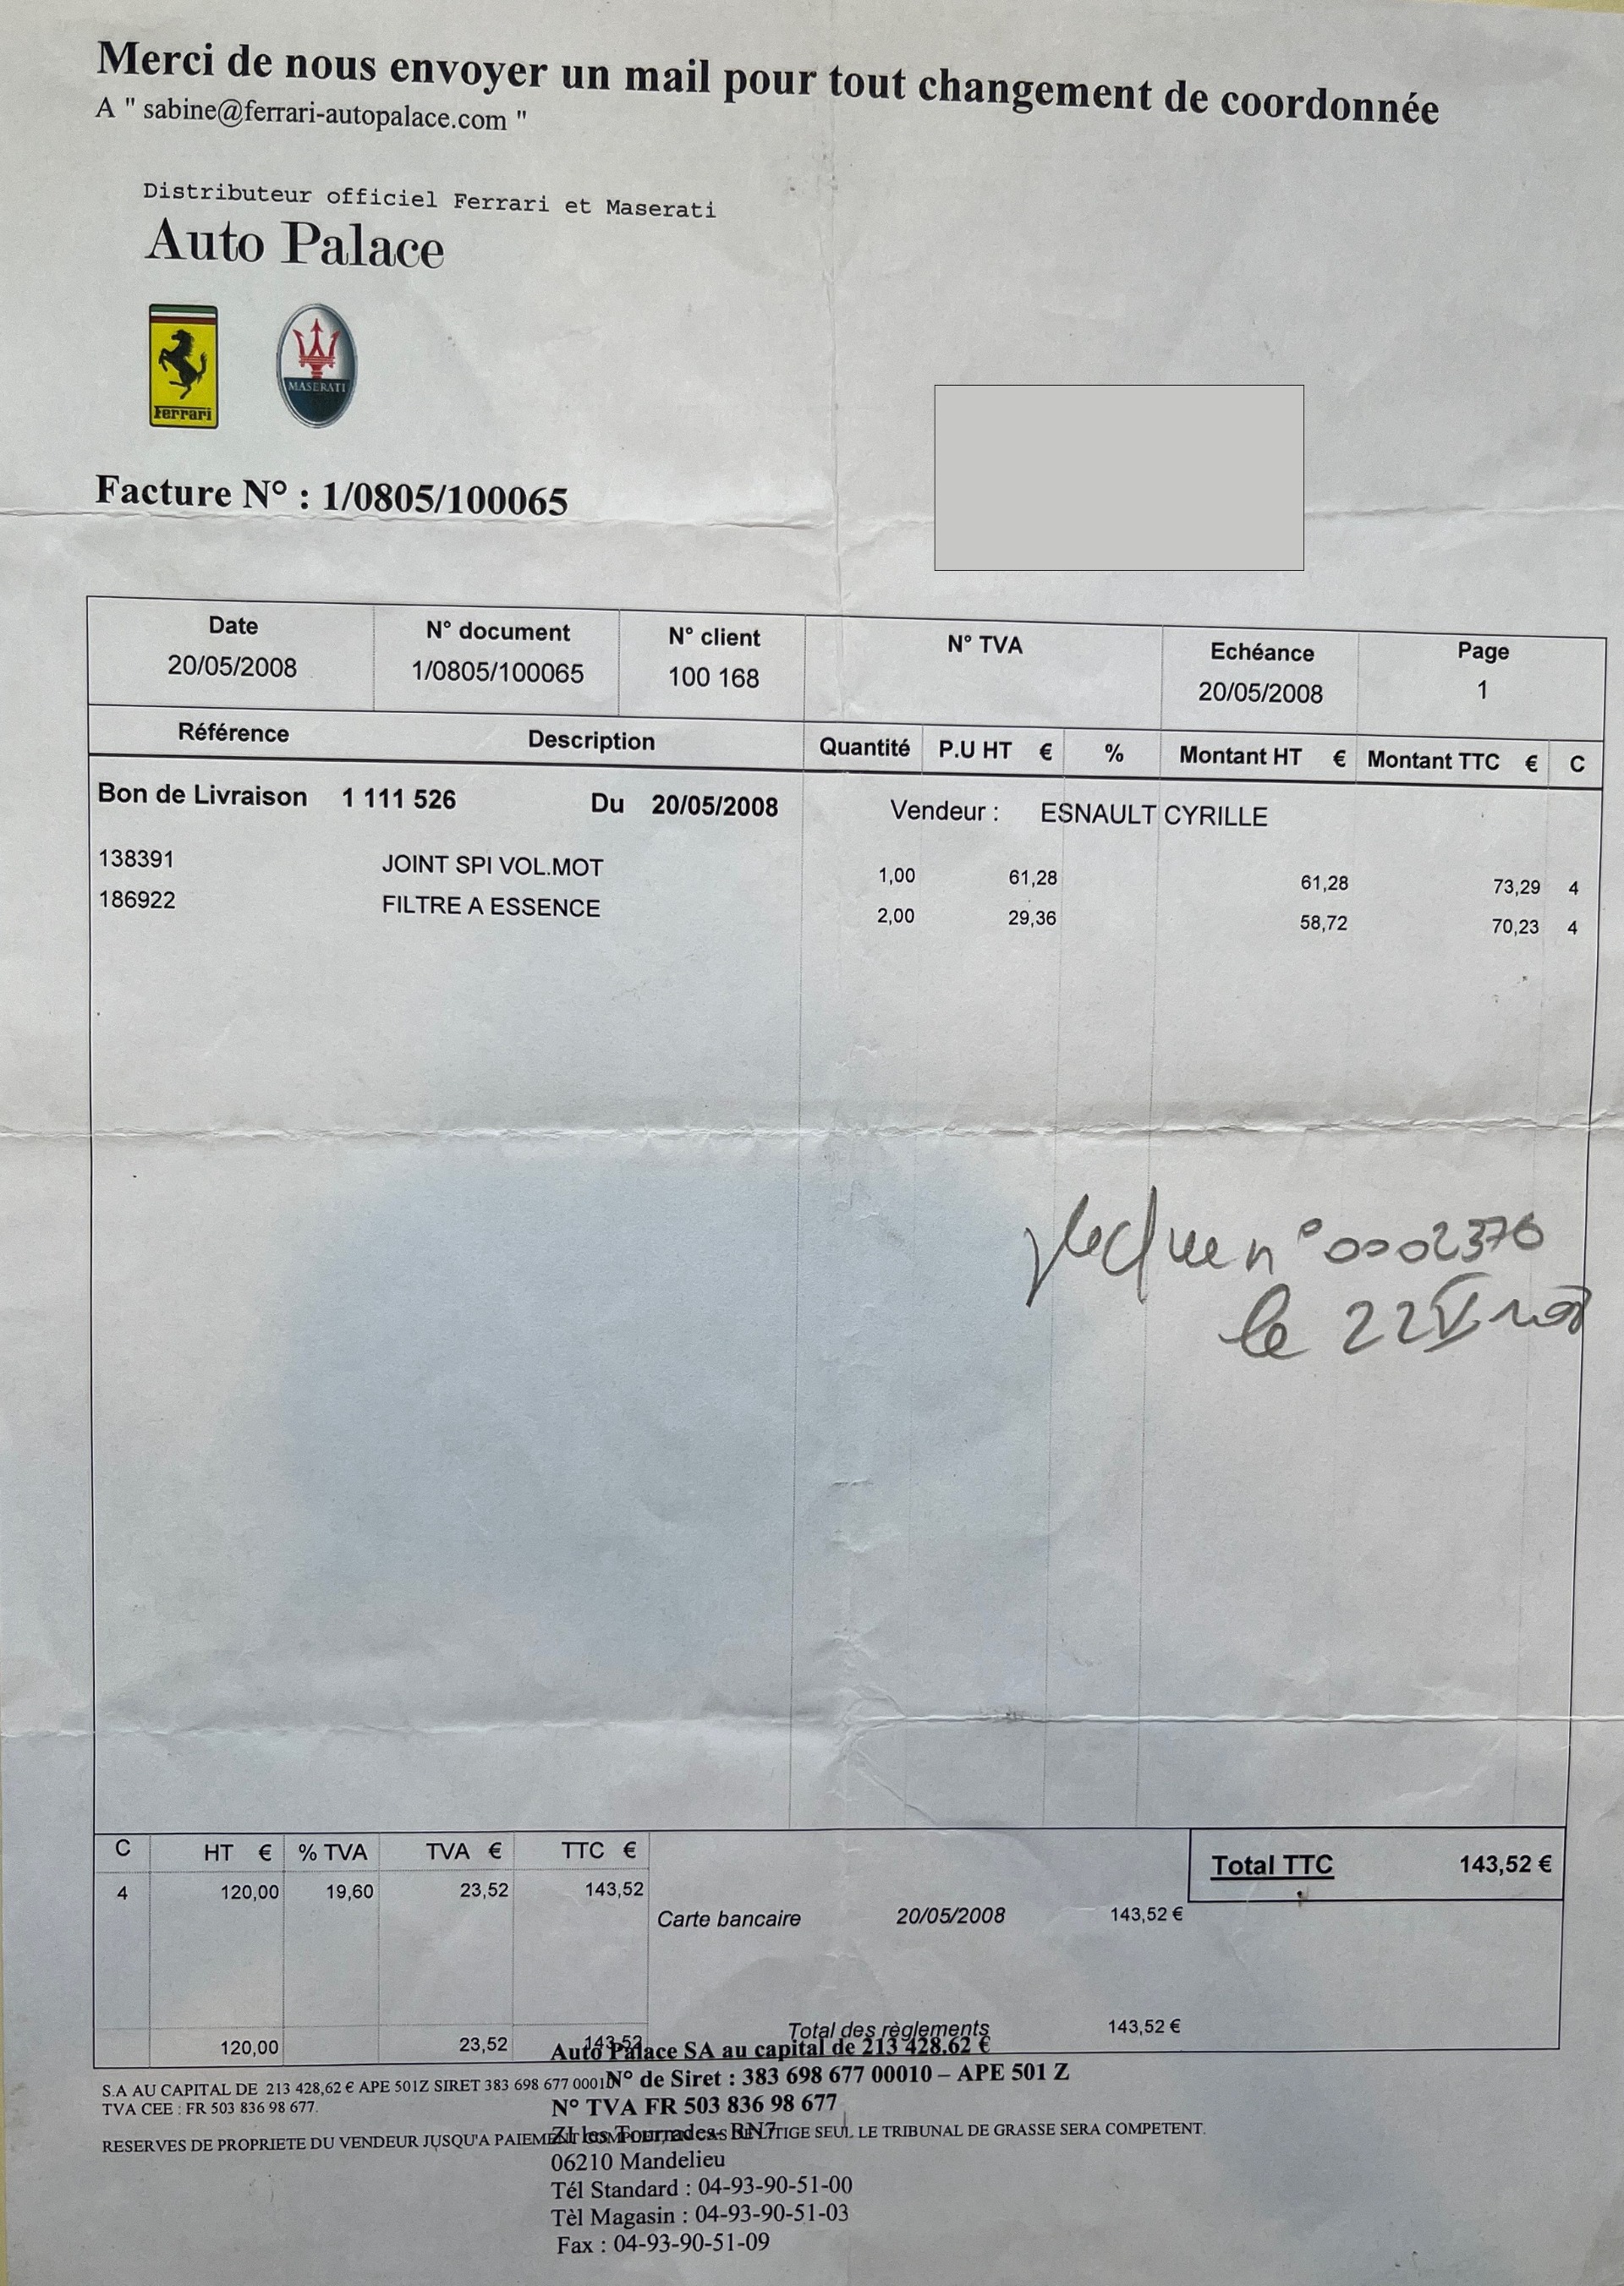 Merci de nous envoyer un mail pour tout changement de coordonnée
A " sabine@ferrari-autopalace.com "
Distributeur officiel Ferrari et Maserati
Auto Palace
Ferrari
MASERATI
Facture N° : 1/0805/100065
Date N° document N° client N° TVA Echéance Page
20/05/2008 1/0805/100065 100 168 20/05/2008 1
Référence Description Quantité P.U HT € % Montant HT € Montant TTC € C
Bon de Livraison 1 111 526 Du 20/05/2008 Vendeur : ESNAULT CYRILLE
138391 JOINT SPI VOL.MOT 1,00 61,28 61,28 73,29 4
186922 FILTRE A ESSENCE 2,00 29,36 58,72 70,23 4
n° 0002370
le 22 V
C HT € % TVA TVA € TTC €
4 120,00 19,60 23,52 143,52
Total TTC 143,52 €
Carte bancaire 20/05/2008 143,52 €
Total des règlements 143,52 €
120,00 23,52 143,52
Auto Palace SA au capital de 213 428.62 €
S.A AU CAPITAL DE 213 428,62 € APE 501Z SIRET 383 698 677 00010
N° de Siret : 383 698 677 00010 – APE 501 Z
TVA CEE : FR 503 836 98 677.
N° TVA FR 503 836 98 677
ZI les Tourrades- RN7
RESERVES DE PROPRIETE DU VENDEUR JUSQU'A PAIEMENT LITIGE SEUL LE TRIBUNAL DE GRASSE SERA COMPETENT.
06210 Mandelieu
Tél Standard : 04-93-90-51-00
Tèl Magasin : 04-93-90-51-03
Fax : 04-93-90-51-09